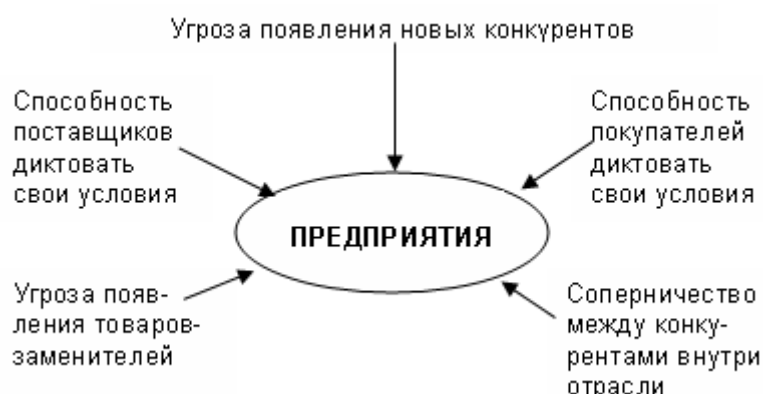 Угроза появления новых конкурентов
Способность
поставщиков
диктовать
свои условия
Способность
покупателей
диктовать
свои условия
ПРЕДПРИЯТИЯ
Угроза появ-
ления товаров-
заменителей
Соперничество
между конку-
рентами внутри
отрасли